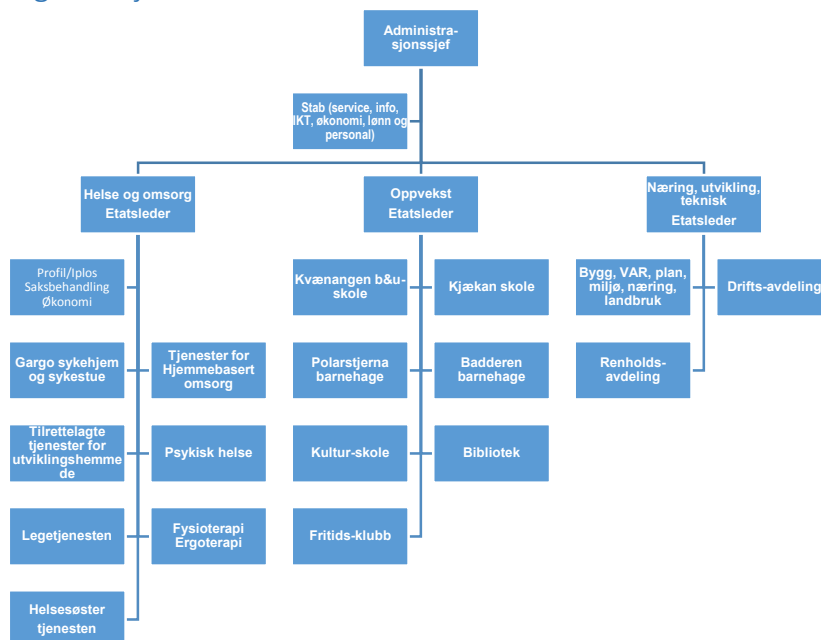 Administra-
sjonssjef
Stab (service, info,
IKT, økonomi, lønn og
personal)
Helse og omsorg
Etatsleder
Oppvekst
Etatsleder
Næring, utvikling,
teknisk
Etatsleder
Profil/Iplos
Saksbehandling
Økonomi
Kvænangen b&u-
skole
Kjækan skole
Bygg, VAR, plan,
miljø, næring,
landbruk
Drifts-avdeling
Gargo sykehjem
og sykestue
Tjenester for
Hjemmebasert
omsorg
Polarstjerna
barnehage
Badderen
barnehage
Renholds-
avdeling
Tilrettelagte
tjenester for
utviklingshemme
de
Psykisk helse
Kultur-skole
Bibliotek
Legetjenesten
Fysioterapi
Ergoterapi
Fritids-klubb
Helsesøster
tjenesten